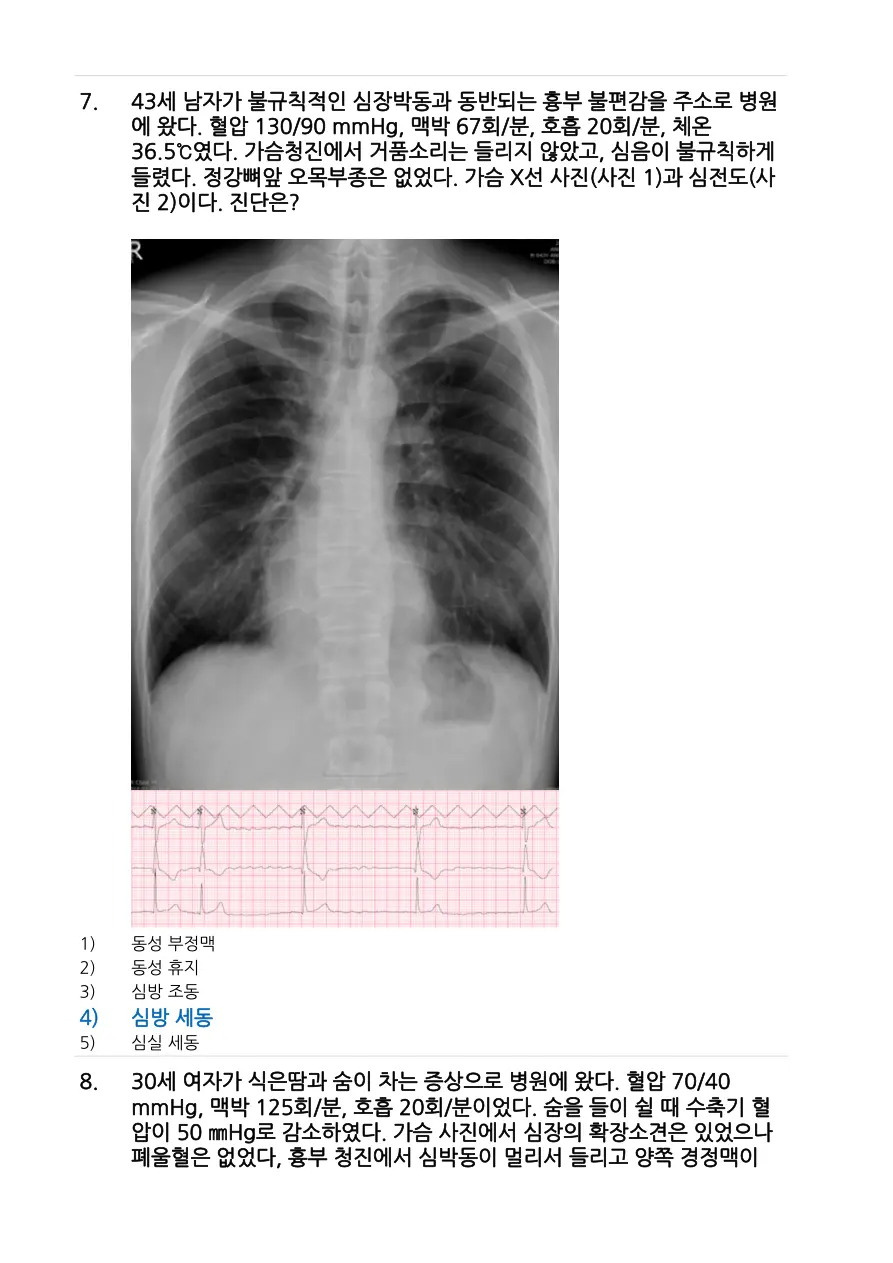 7. 43세 남자가 불규칙적인 심장박동과 동반되는 흉부 불편감을 주소로 병원
에 왔다. 혈압 130/90 mmHg, 맥박 67회/분, 호흡 20회/분, 체온
36.5℃였다. 가슴청진에서 거품소리는 들리지 않았고, 심음이 불규칙하게
들렸다. 정강뼈앞 오목부종은 없었다. 가슴 X선 사진(사진 1)과 심전도(사
진 2)이다. 진단은?
R
1) 동성 부정맥
2) 동성 휴지
3) 심방 조동
4) 심방 세동
5) 심실 세동
8. 30세 여자가 식은땀과 숨이 차는 증상으로 병원에 왔다. 혈압 70/40
mmHg, 맥박 125회/분, 호흡 20회/분이었다. 숨을 들이 쉴 때 수축기 혈
압이 50 ㎜Hg로 감소하였다. 가슴 사진에서 심장의 확장소견은 있었으나
폐울혈은 없었다, 흉부 청진에서 심박동이 멀리서 들리고 양쪽 경정맥이